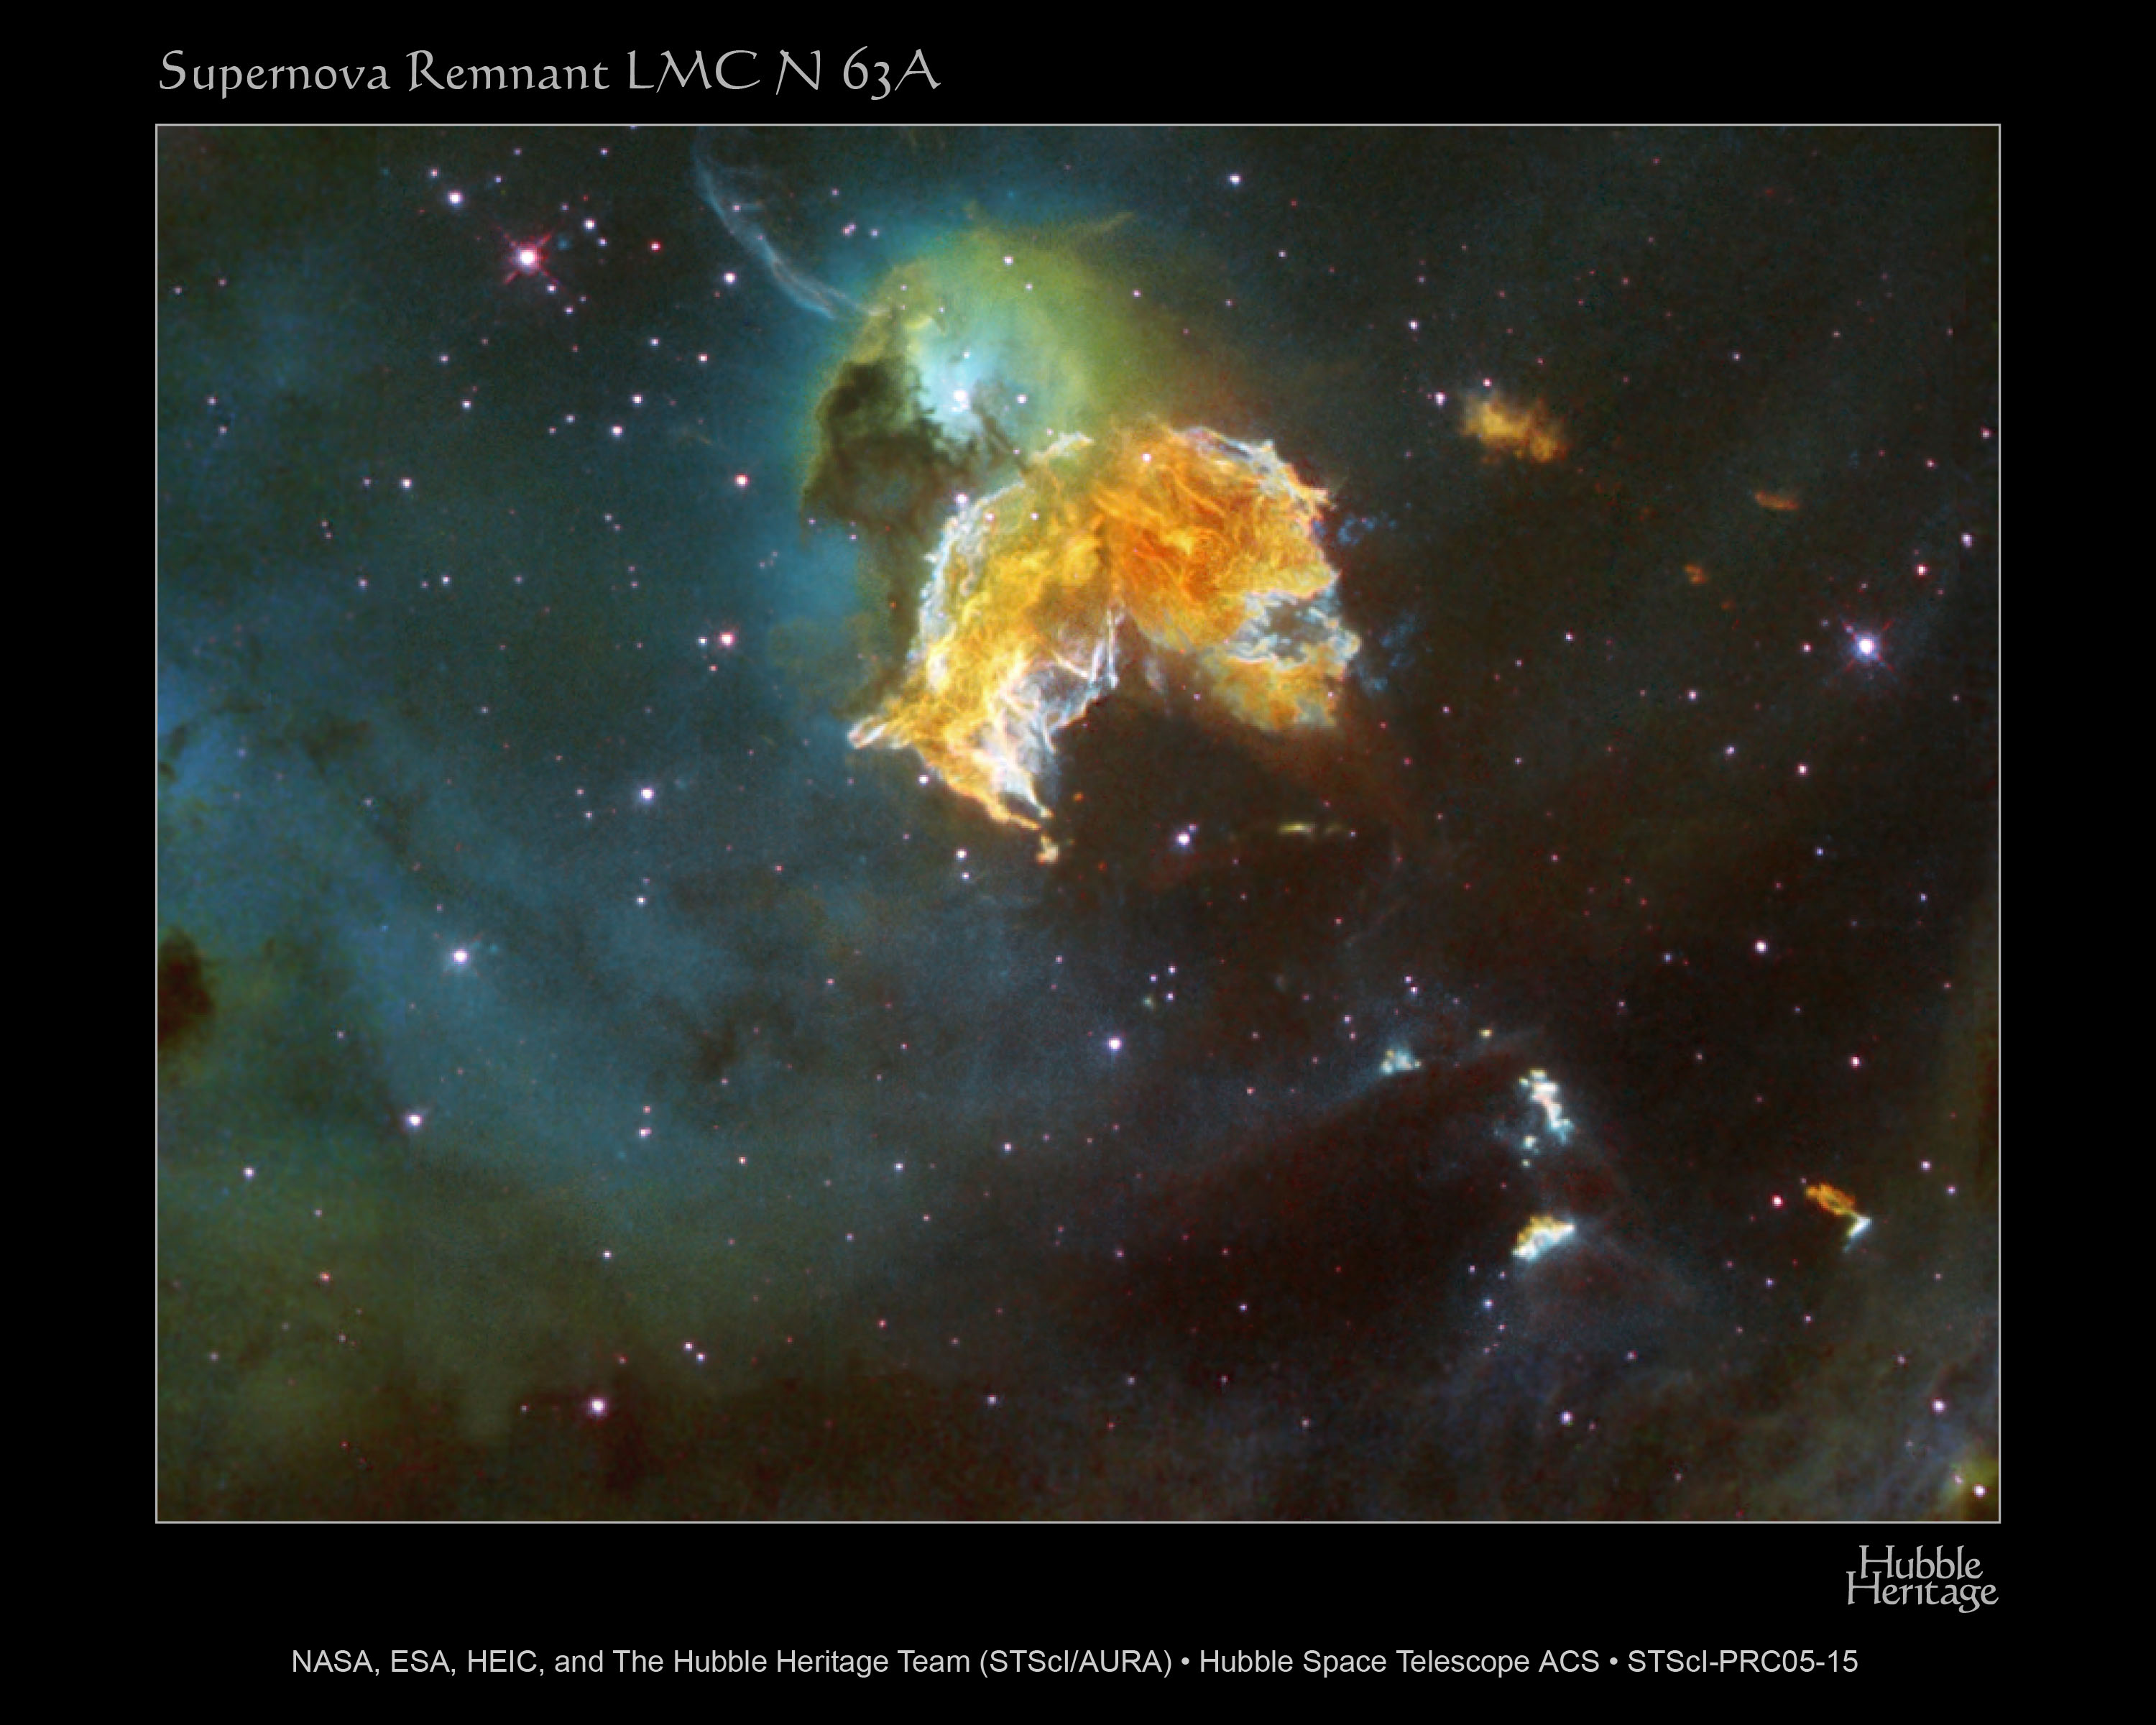 Supernova Remnant LMC N 63A
Hubble
Heritage
NASA, ESA, HEIC, and The Hubble Heritage Team (STScI/AURA) • Hubble Space Telescope ACS • STScI-PRC05-15